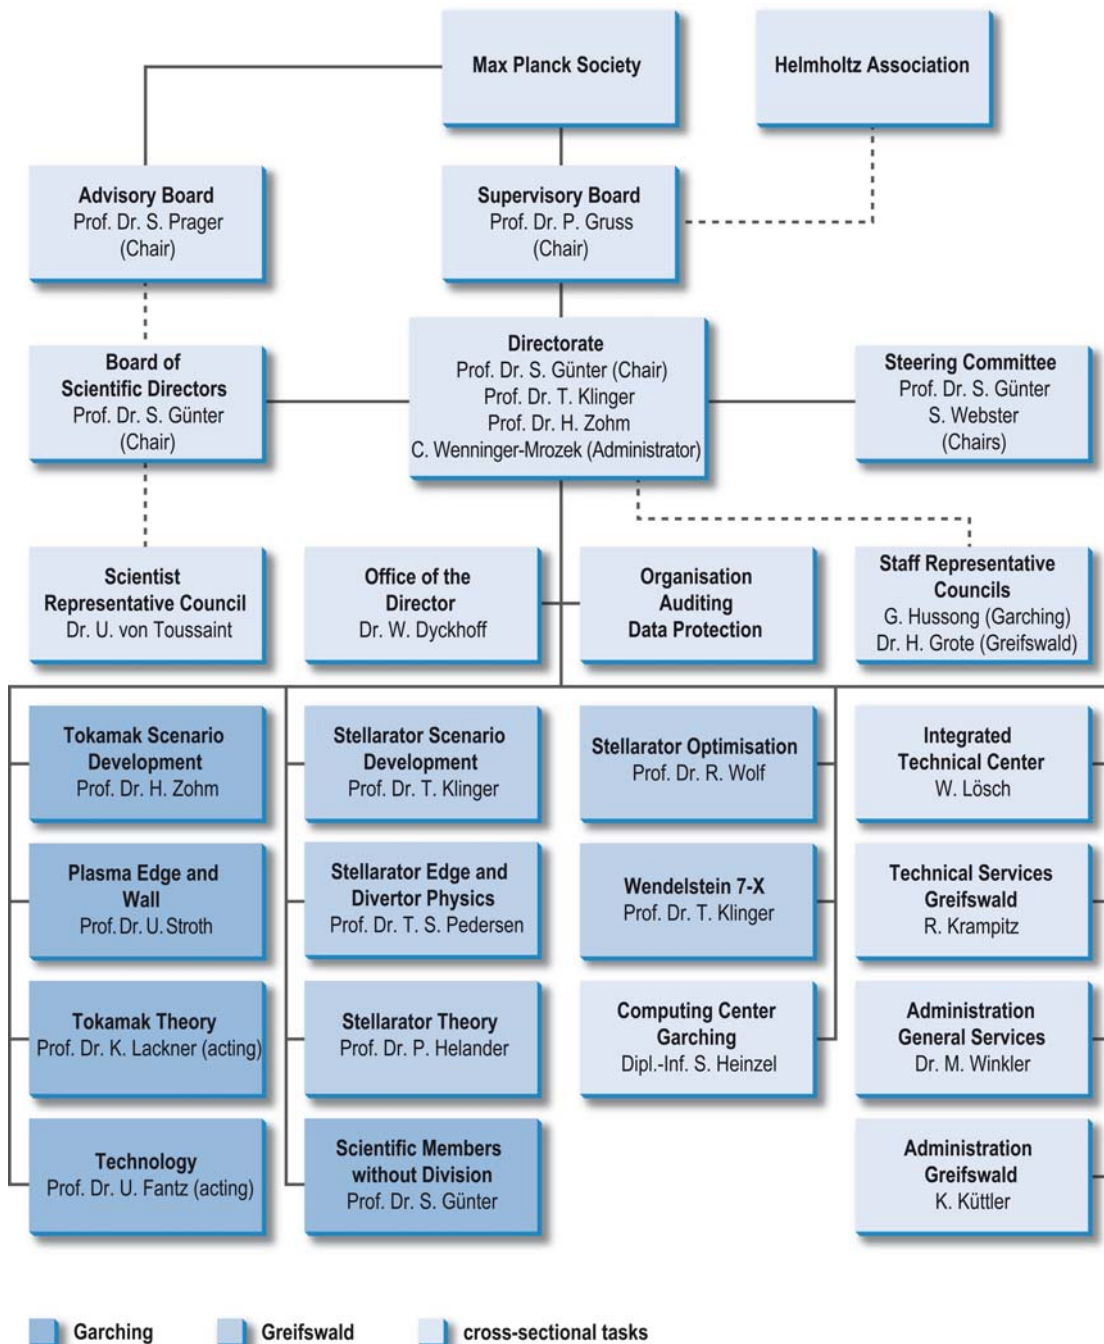 Max Planck Society
Helmholtz Association
Advisory Board
Prof. Dr. S. Prager
(Chair)
Supervisory Board
Prof. Dr. P. Gruss
(Chair)
Board of
Scientific Directors
Prof. Dr. S. Günter
(Chair)
Directorate
Prof. Dr. S. Günter (Chair)
Prof. Dr. T. Klinger
Prof. Dr. H. Zohm
C. Wenninger-Mrozek (Administrator)
Steering Committee
Prof. Dr. S. Günter
S. Webster
(Chairs)
Scientist
Representative Council
Dr. U. von Toussaint
Office of the
Director
Dr. W. Dyckhoff
Organisation
Auditing
Data Protection
Staff Representative
Councils
G. Hussong (Garching)
Dr. H. Grote (Greifswald)
Tokamak Scenario
Development
Prof. Dr. H. Zohm
Stellarator Scenario
Development
Prof. Dr. T. Klinger
Stellarator Optimisation
Prof. Dr. R. Wolf
Integrated
Technical Center
W. Lösch
Plasma Edge and
Wall
Prof. Dr. U. Stroth
Stellarator Edge and
Divertor Physics
Prof. Dr. T. S. Pedersen
Wendelstein 7-X
Prof. Dr. T. Klinger
Technical Services
Greifswald
R. Krampitz
Tokamak Theory
Prof. Dr. K. Lackner (acting)
Stellarator Theory
Prof. Dr. P. Helander
Computing Center
Garching
Dipl.-Inf. S. Heinzel
Administration
General Services
Dr. M. Winkler
Technology
Prof. Dr. U. Fantz (acting)
Scientific Members
without Division
Prof. Dr. S. Günter
Administration
Greifswald
K. Küttler
Garching
Greifswald
cross-sectional tasks